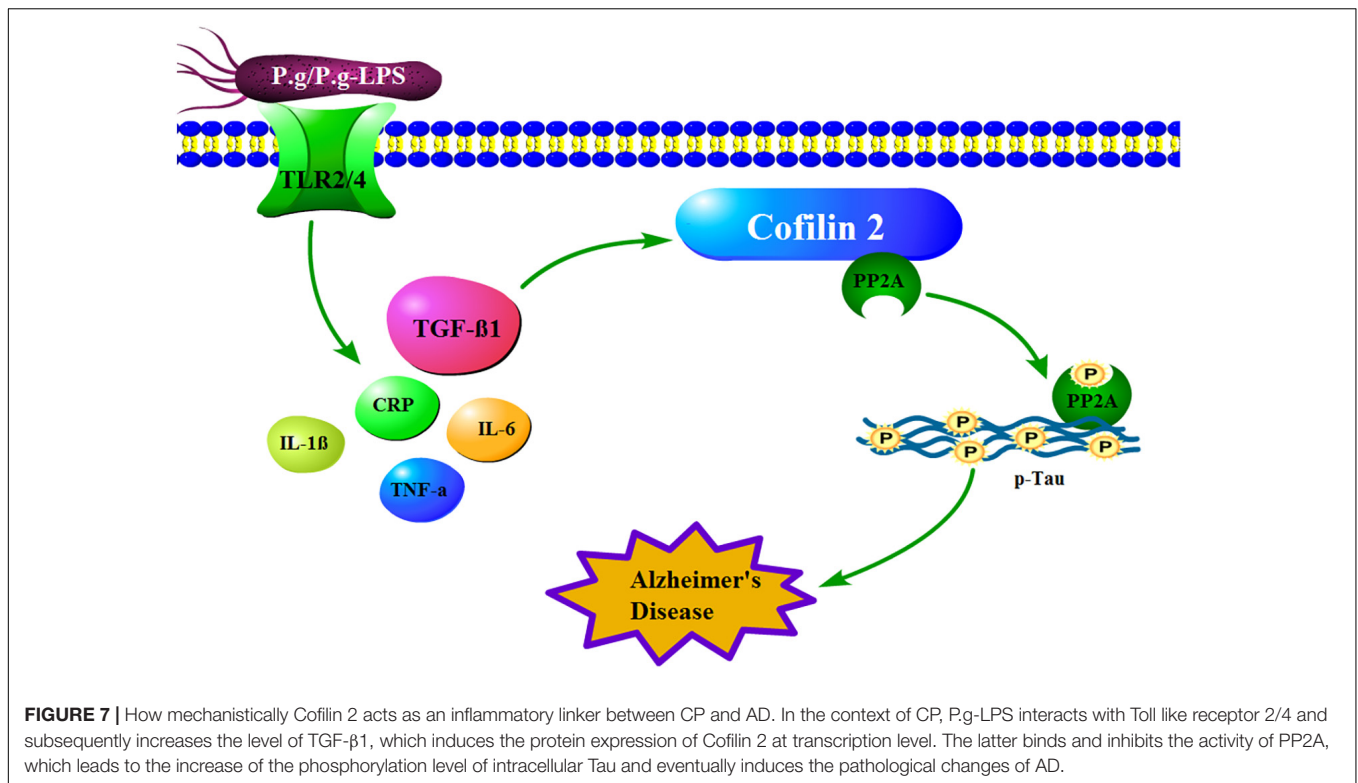 P.g/P.g-LPS
TLR2/4
Cofilin 2
PP2A
TGF-ß1
CRP
IL-1ß
IL-6
TNF-a
P
PP2A
P
P
P
P
P
p-Tau
Alzheimer's
Disease
FIGURE 7 | How mechanistically Cofilin 2 acts as an inflammatory linker between CP and AD. In the context of CP, P.g-LPS interacts with Toll like receptor 2/4 and
subsequently increases the level of TGF-β1, which induces the protein expression of Cofilin 2 at transcription level. The latter binds and inhibits the activity of PP2A,
which leads to the increase of the phosphorylation level of intracellular Tau and eventually induces the pathological changes of AD.